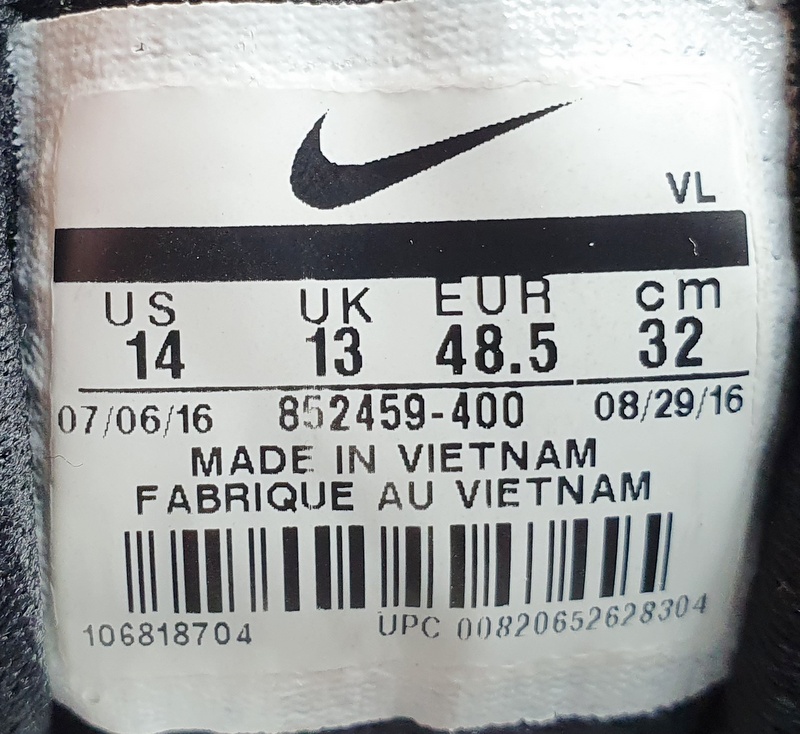 VL
US UK EUR cm
14 13 48.5 32
07/06/16 852459-400 08/29/16
MADE IN VIETNAM
FABRIQUE AU VIETNAM
106818704 UPC 00820652628304